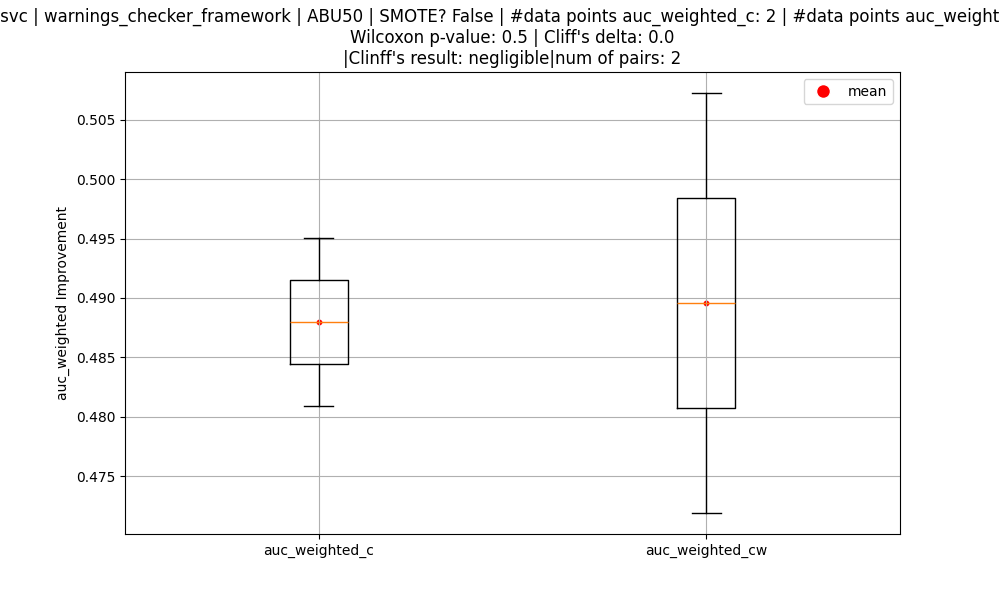 svc | warnings_checker_framework | ABU50 | SMOTE? False | #data points auc_weighted_c: 2 | #data points auc_weight
Wilcoxon p-value: 0.5 | Cliff's delta: 0.0
|Clinff's result: negligible|num of pairs: 2
mean
0.505
0.500
0.495
0.490
0.485
0.480
0.475
auc_weighted Improvement
auc_weighted_c
auc_weighted_cw